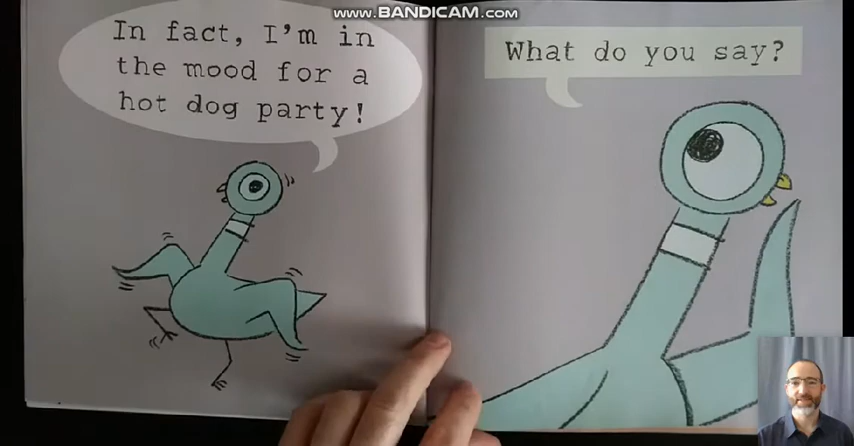 www.BANDICAM.com
In fact, I'm in
the mood for a
hot dog party!
What do you say?